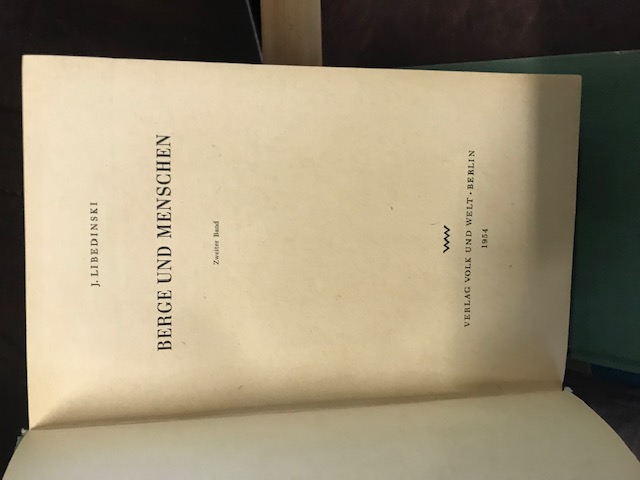 J. LIBEDINSKI
BERGE UND MENSCHEN
Zweiter Band
VERLAG VOLK UND WELT · BERLIN
1954